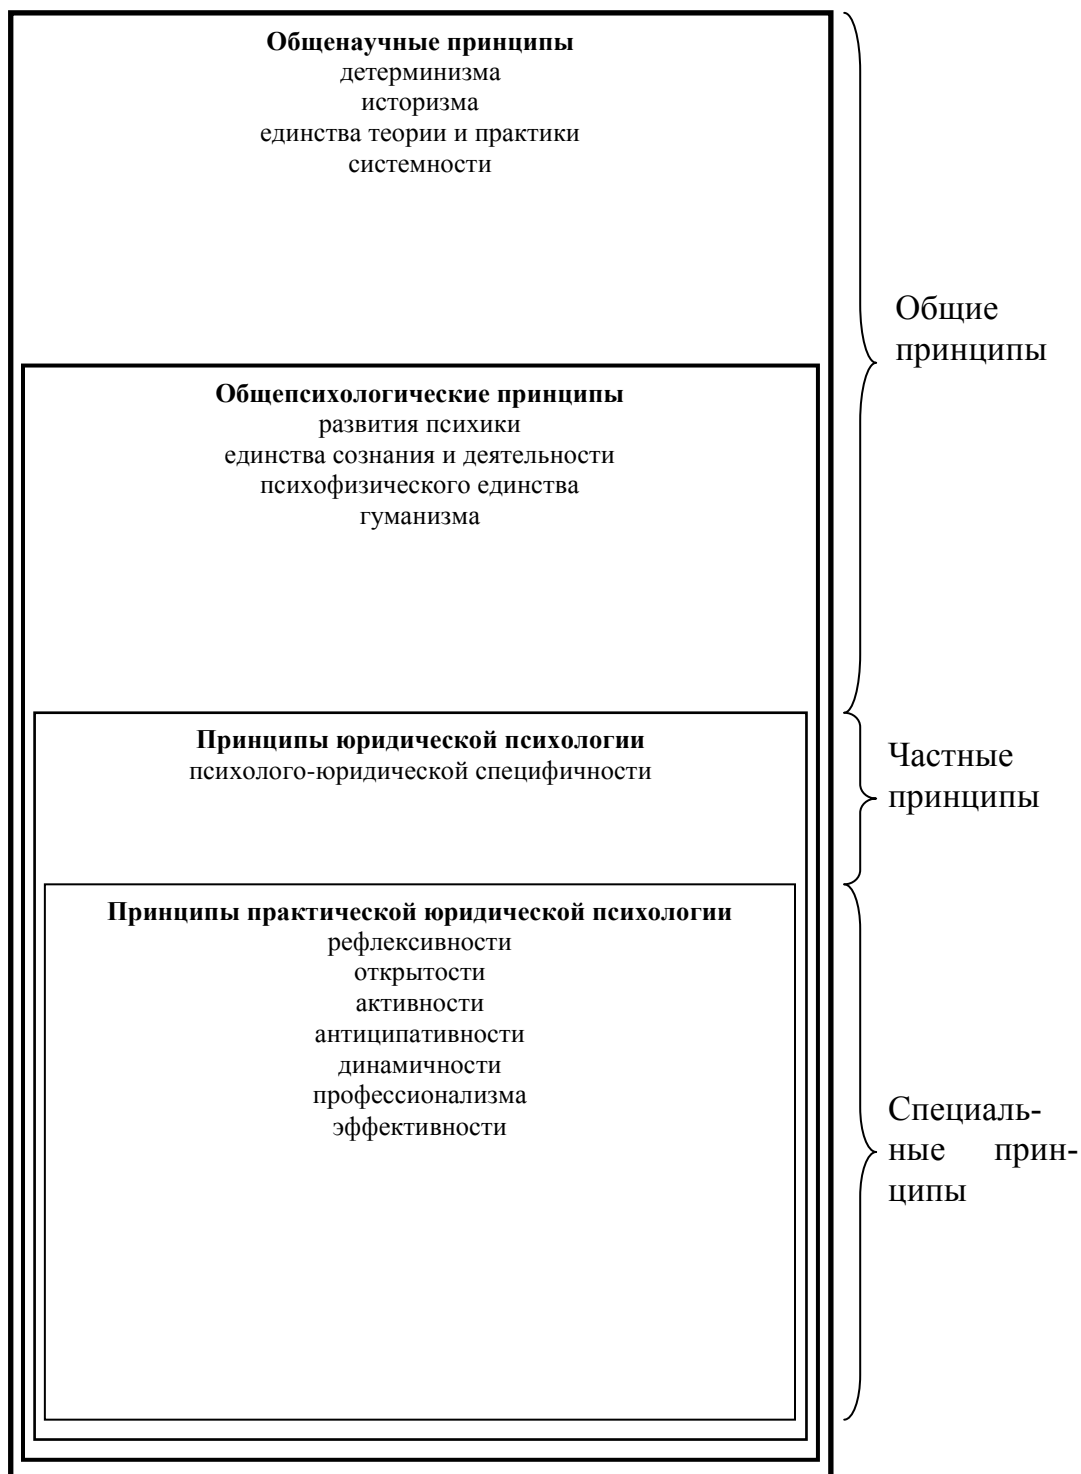 Общенаучные принципы
детерминизма
историзма
единства теории и практики
системности
Общие
принципы
Общепсихологические принципы
развития психики
единства сознания и деятельности
психофизического единства
гуманизма
Принципы юридической психологии
психолого-юридической специфичности
Частные
принципы
Принципы практической юридической психологии
рефлексивности
открытости
активности
антиципативности
динамичности
профессионализма
эффективности
Специаль-
ные прин-
ципы